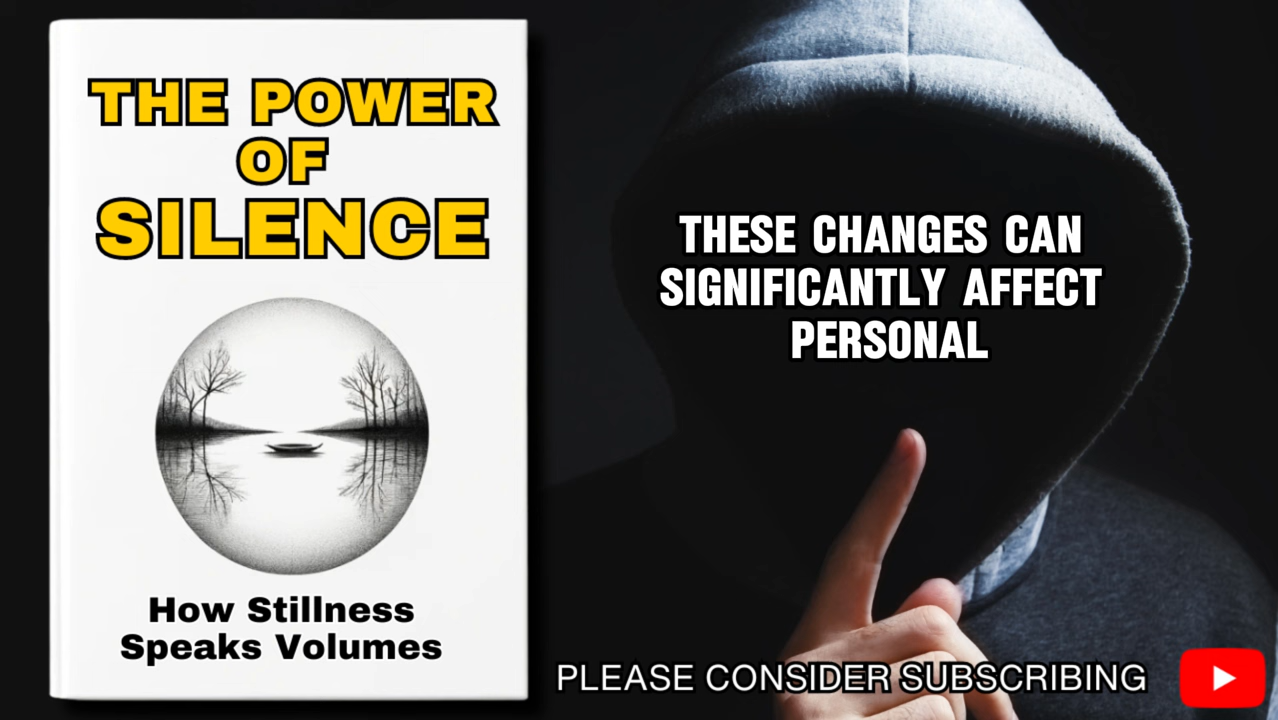 THE POWER
OF
SILENCE
How Stillness
Speaks Volumes
THESE CHANGES CAN
SIGNIFICANTLY AFFECT
PERSONAL
PLEASE CONSIDER SUBSCRIBING